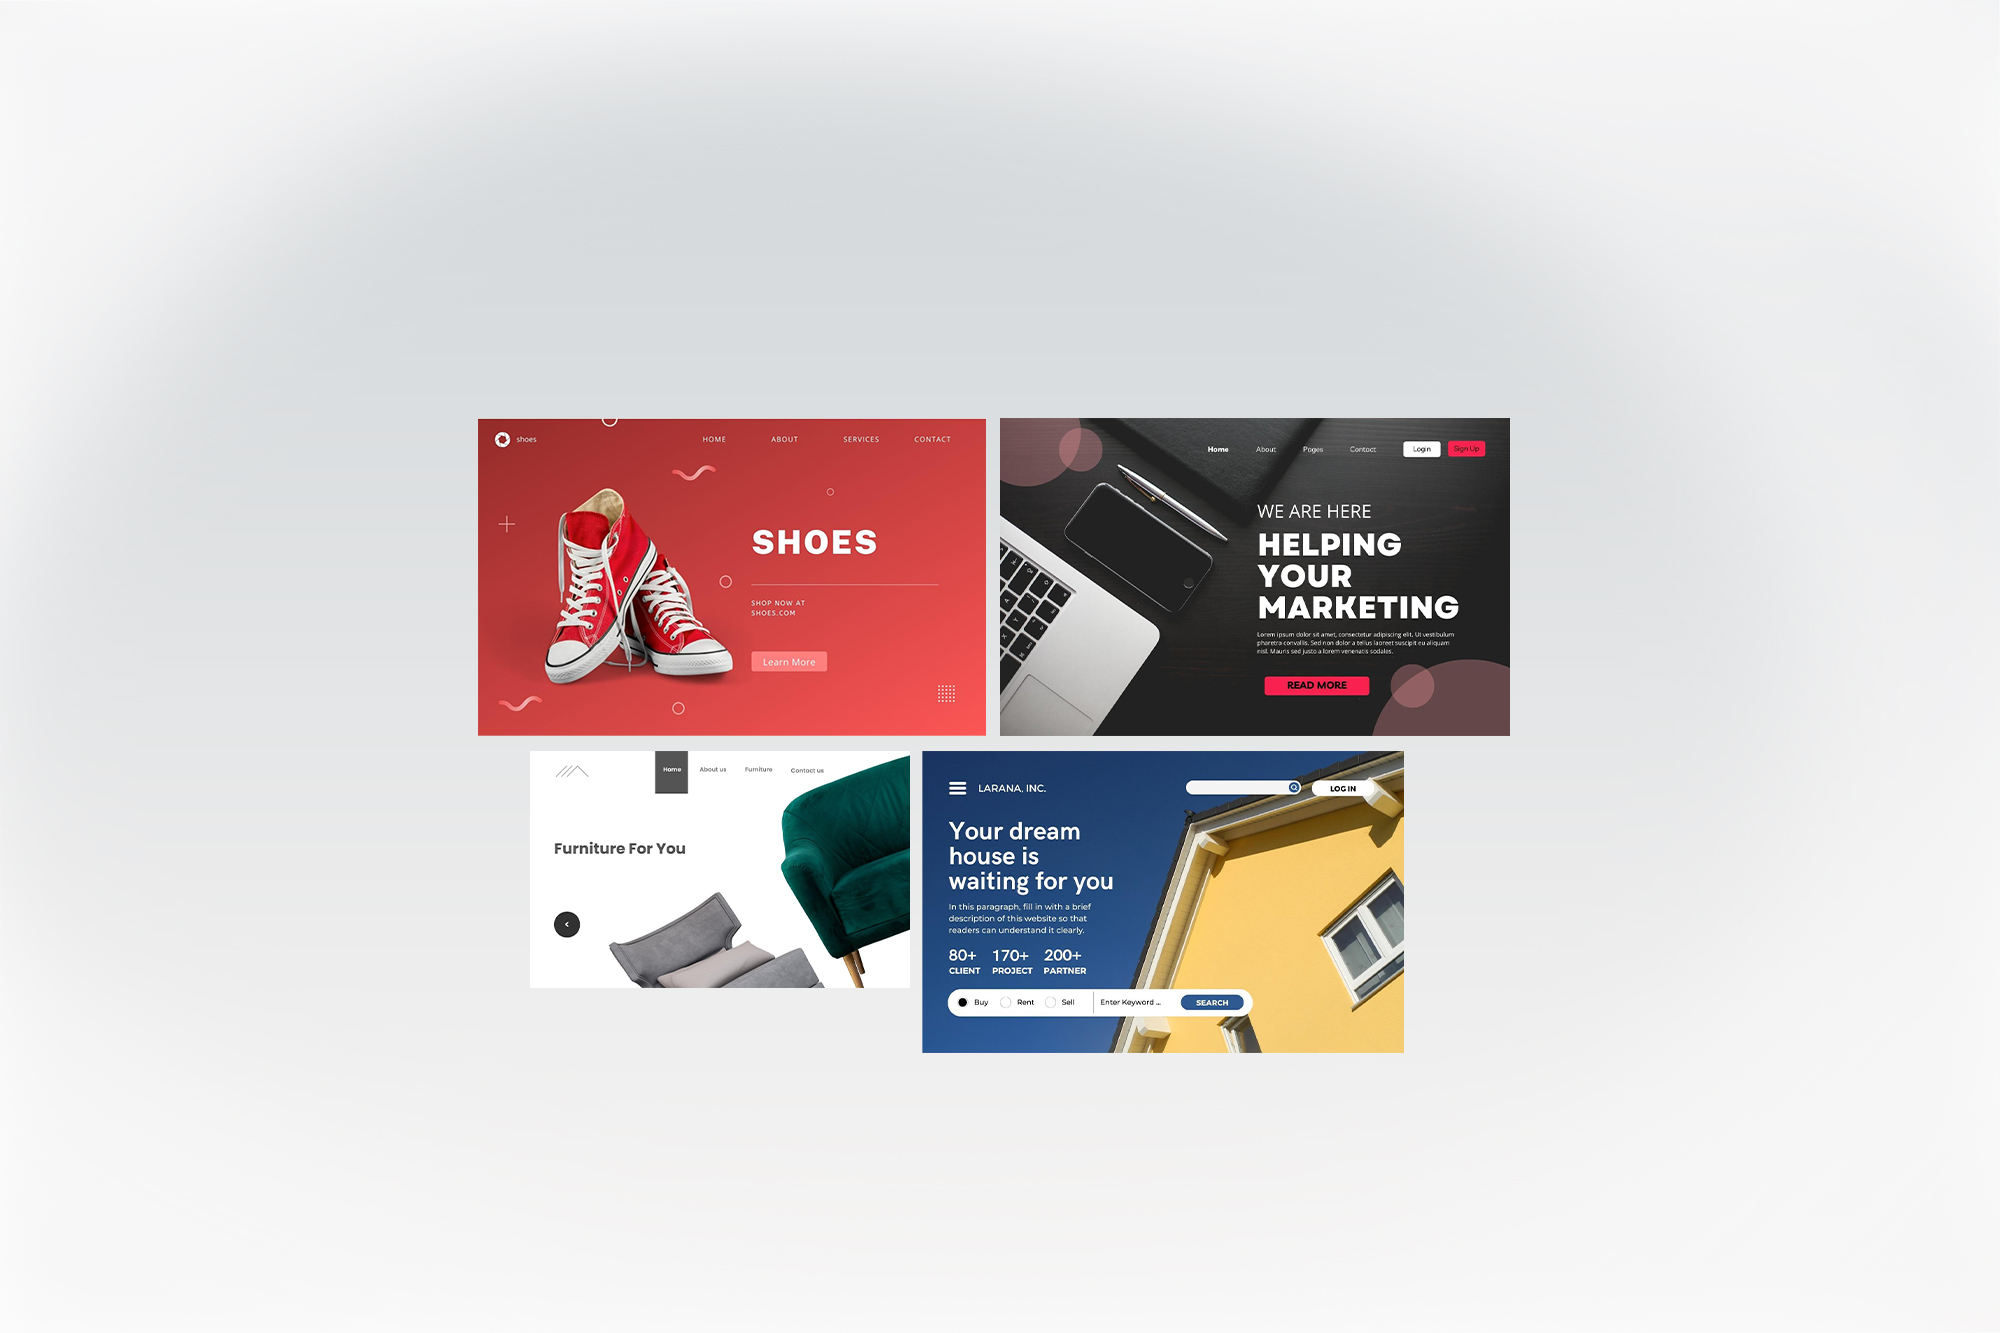 shoes
HOME ABOUT SERVICES CONTACT
SHOES
SHOP NOW AT
SHOES.COM
Learn More
Home About Pages Contact Login Sign Up
WE ARE HERE
HELPING
YOUR
MARKETING
Lorem ipsum dolor sit amet, consectetur adipiscing elit. Ut vestibulum
pharetra convallis. Sed non dolor a tellus laoreet suscipit eu aliquam
nisl. Mauris sed justo a lorem venenatis sodales.
READ MORE
Home About us Furniture Contact us
Furniture For You
LARANA, INC.
LOG IN
Your dream
house is
waiting for you
In this paragraph, fill in with a brief
description of this website so that
readers can understand it clearly.
80+ 170+ 200+
CLIENT PROJECT PARTNER
Buy Rent Sell Enter Keyword ... SEARCH